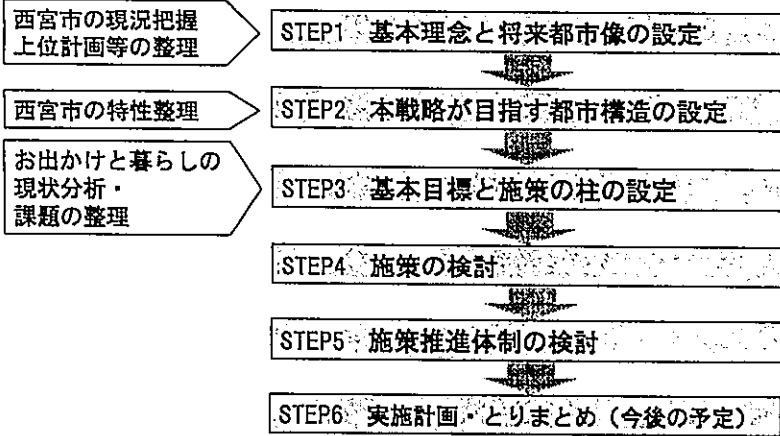 西宮市の現況把握
上位計画等の整理
STEP1 基本理念と将来都市像の設定
西宮市の特性整理
STEP2 本戦略が目指す都市構造の設定
お出かけと暮らしの
現状分析・
課題の整理
STEP3 基本目標と施策の柱の設定
STEP4 施策の検討
STEP5 施策推進体制の検討
STEP6 実施計画・とりまとめ（今後の予定）